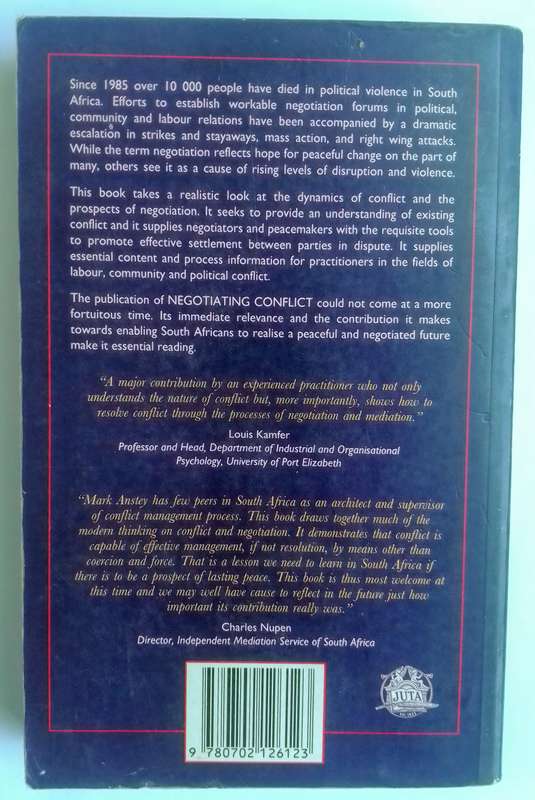 Since 1985 over 10 000 people have died in political violence in South
Africa. Efforts to establish workable negotiation forums in political,
community and labour relations have been accompanied by a dramatic
escalation in strikes and stayaways, mass action, and right wing attacks.
While the term negotiation reflects hope for peaceful change on the part of
many, others see it as a cause of rising levels of disruption and violence.
This book takes a realistic look at the dynamics of conflict and the
prospects of negotiation. It seeks to provide an understanding of existing
conflict and it supplies negotiators and peacemakers with the requisite tools
to promote effective settlement between parties in dispute. It supplies
essential content and process information for practitioners in the fields of
labour, community and political conflict.
The publication of NEGOTIATING CONFLICT could not come at a more
fortuitous time. Its immediate relevance and the contribution it makes
towards enabling South Africans to realise a peaceful and negotiated future
make it essential reading.
“A major contribution by an experienced practitioner who not only
understands the nature of conflict but, more importantly, shows how to
resolve conflict through the processes of negotiation and mediation.”
Louis Kamfer
Professor and Head, Department of Industrial and Organisational
Psychology, University of Port Elizabeth
“Mark Anstey has few peers in South Africa as an architect and supervisor
of conflict management process. This book draws together much of the
modern thinking on conflict and negotiation. It demonstrates that conflict is
capable of effective management, if not resolution, by means other than
coercion and force. That is a lesson we need to learn in South Africa if
there is to be a prospect of lasting peace. This book is thus most welcome at
this time and we may well have cause to reflect in the future just how
important its contribution really was.”
Charles Nupen
Director, Independent Mediation Service of South Africa
JUTA
9 780702 126123